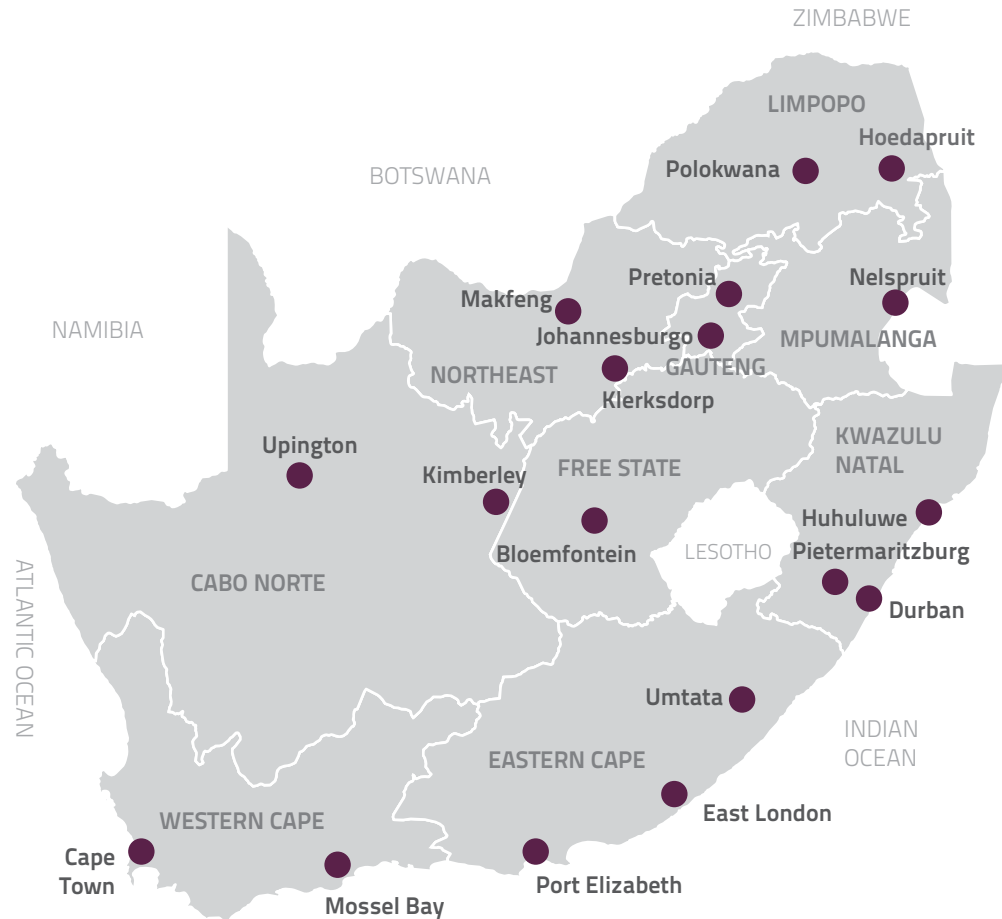 ZIMBABWE
LIMPOPO
Hoedapruit
Polokwana
BOTSWANA
Pretonia
Nelspruit
Makfeng
NAMIBIA
Johannesburgo
MPUMALANGA
GAUTENG
NORTHEAST
Klerksdorp
KWAZULU
NATAL
Upington
FREE STATE
Kimberley
Huhuluwe
Bloemfontein
LESOTHO
Pietermaritzburg
CABO NORTE
Durban
ATLANTIC OCEAN
Umtata
INDIAN
OCEAN
EASTERN CAPE
East London
WESTERN CAPE
Cape
Town
Port Elizabeth
Mossel Bay